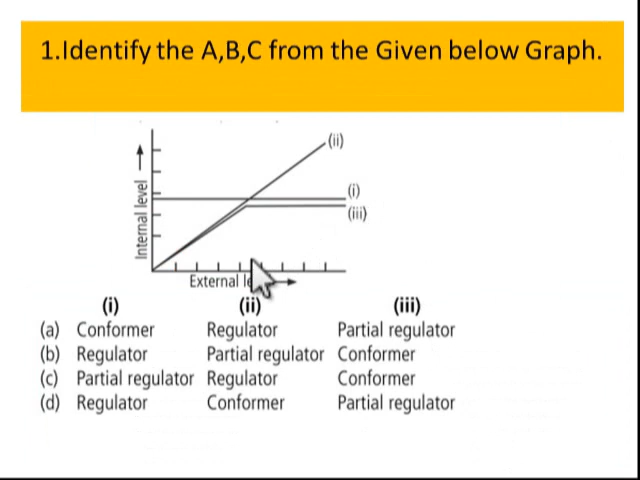 1.Identify the A,B,C from the Given below Graph.
(ii)
(i)
(iii)
Internal level
External
(i) (ii) (iii)
(a) Conformer Regulator Partial regulator
(b) Regulator Partial regulator Conformer
(c) Partial regulator Regulator Conformer
(d) Regulator Conformer Partial regulator